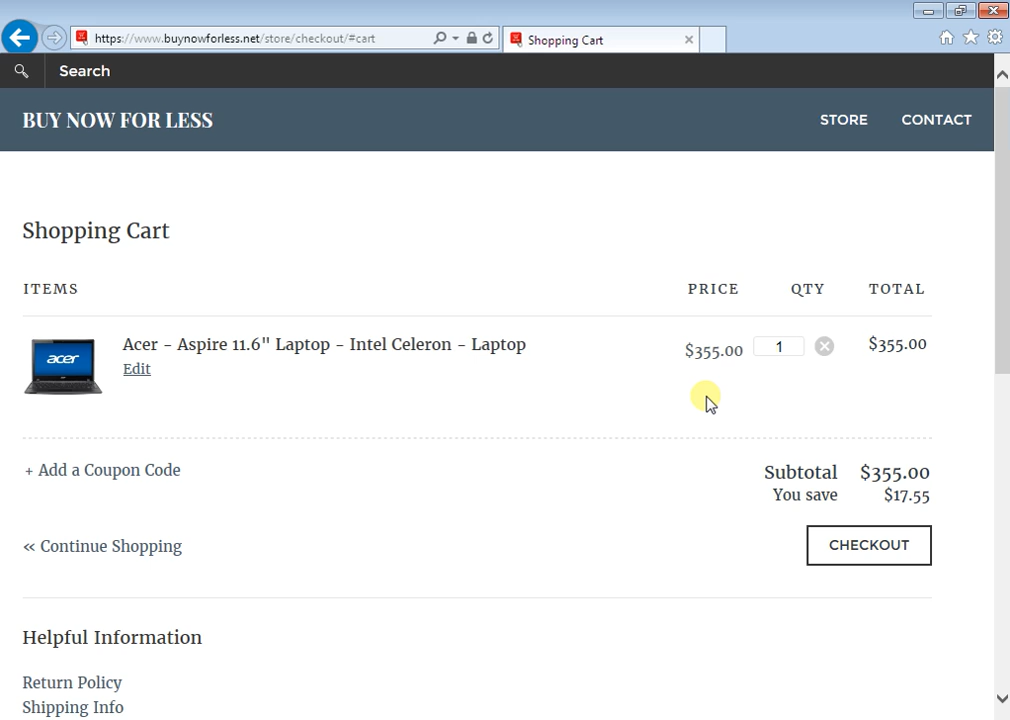 https://www.buynowforless.net/store/checkout/#cart
Shopping Cart
Search
BUY NOW FOR LESS
STORE
CONTACT
Shopping Cart
ITEMS PRICE QTY TOTAL
acer
Acer - Aspire 11.6" Laptop - Intel Celeron - Laptop
$355.00 1 $355.00
Edit
+ Add a Coupon Code
Subtotal $355.00
You save $17.55
« Continue Shopping
CHECKOUT
Helpful Information
Return Policy
Shipping Info